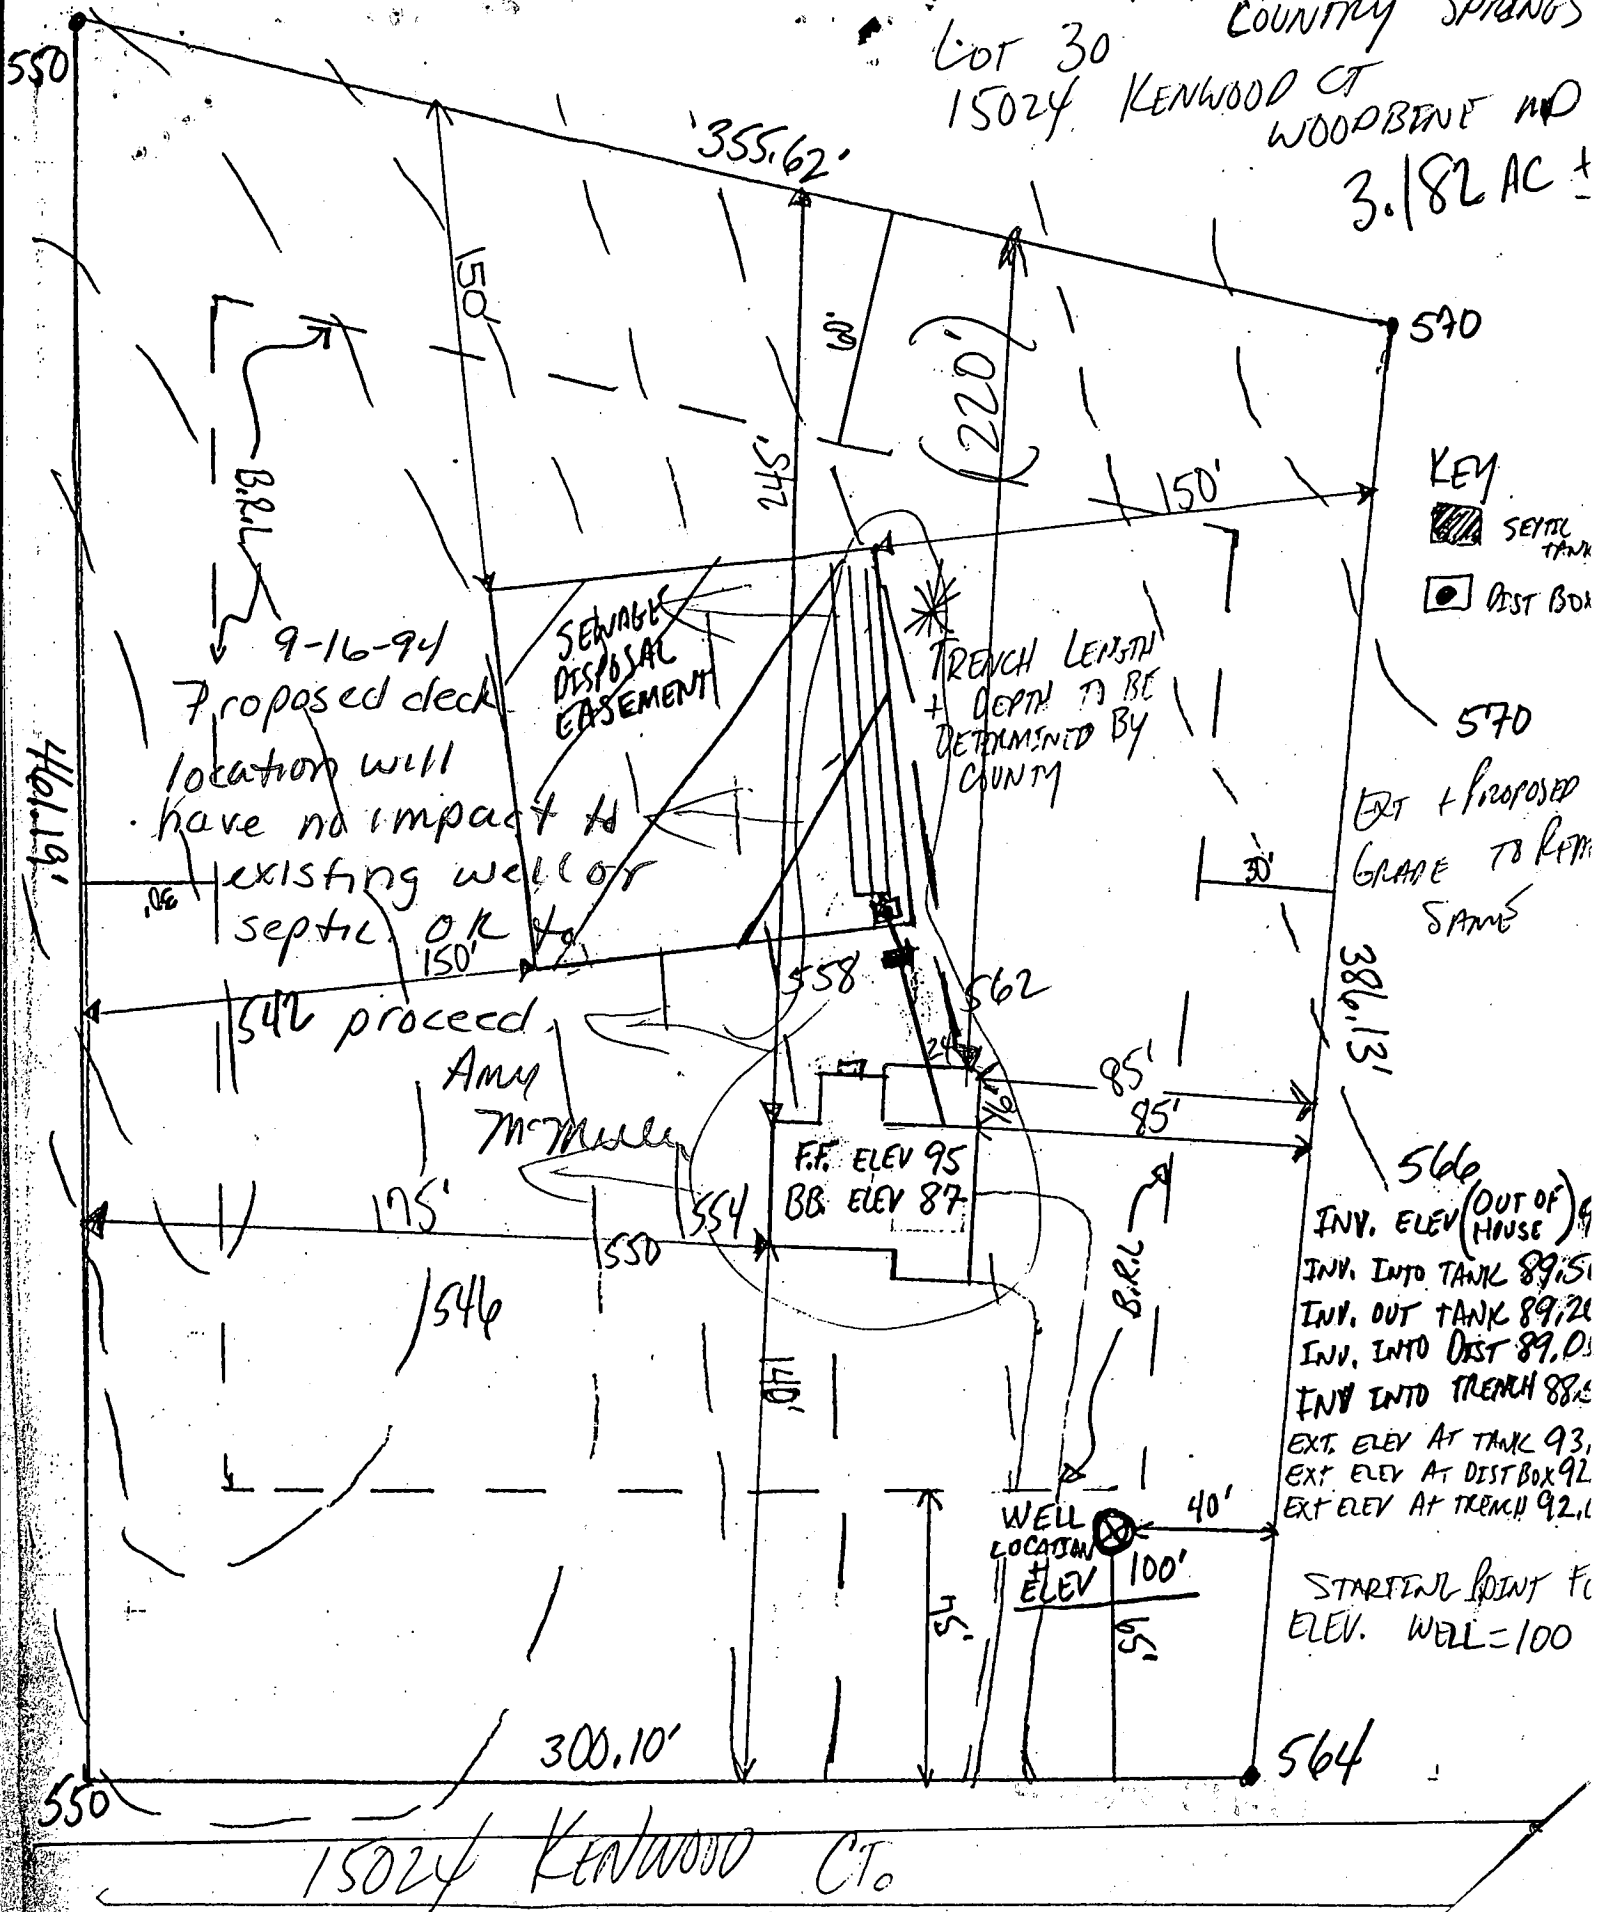 COUNTRY SPRINGS
LOT 30
15024 KENWOOD CT
WOODBINE MD
3.182 AC ±
550
355.62'
570
150'
60'
245'
(220')
150'
KEY
SEPTIC
TANK
DIST BOX
B.R.L
9-16-94
Proposed deck
location will
have no impact to
existing well or
septic. OK to
proceed.
Amy
SEWAGE
DISPOSAL
EASEMENT
TRENCH LENGTH
+ DEPTH TO BE
DETERMINED BY
COUNTY
570
EXT + PROPOSED
GRADE TO
SAME
461.19'
30'
30'
150'
542
558
562
386.13'
24'
16'
85'
85'
F.F. ELEV 95
BB. ELEV 87
566
175'
554
550
546
B.R.L
INV. ELEV (OUT OF
HOUSE)
INV. INTO TANK 89.5
INV. OUT TANK 89.2
INV. INTO DIST 89.0
INV INTO TRENCH 88.
EXT. ELEV AT TANK 93.
EXT ELEV AT DIST BOX 92
EXT ELEV AT TRENCH 92.
140'
WELL
LOCATION
+
ELEV 100'
40'
75'
65'
STARTING POINT
ELEV. WELL=100
300.10'
550
564
15024 KENWOOD CT.